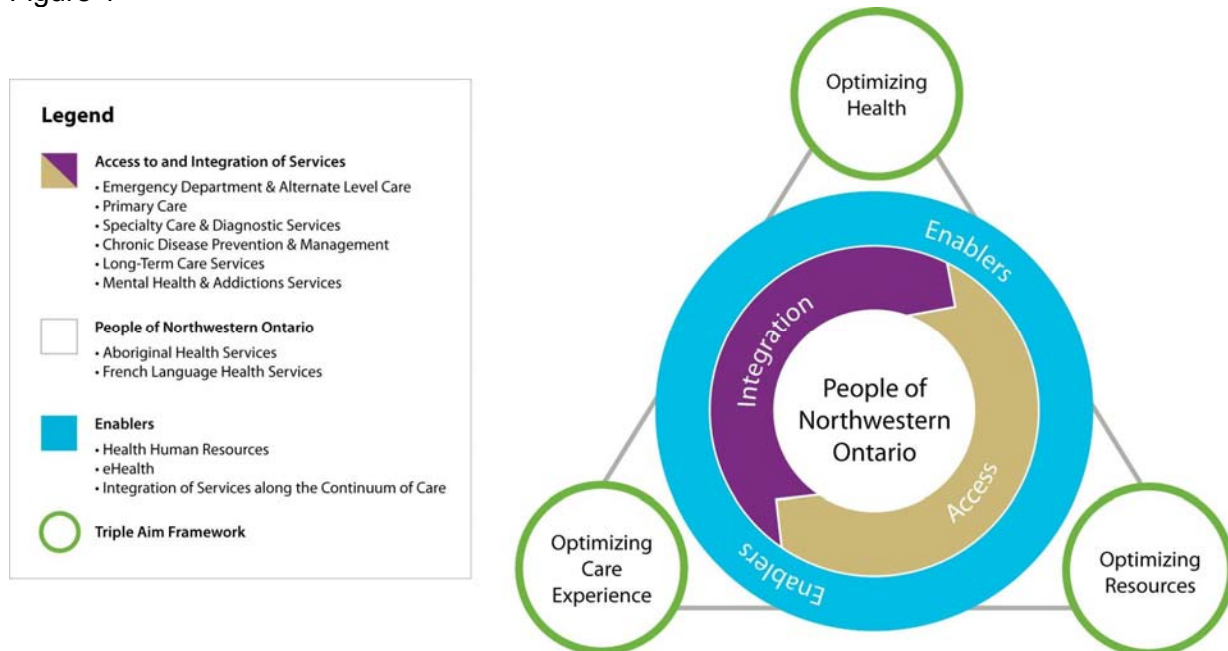 Legend
Access to and Integration of Services
• Emergency Department & Alternate Level Care
• Primary Care
• Specialty Care & Diagnostic Services
• Chronic Disease Prevention & Management
• Long-Term Care Services
• Mental Health & Addictions Services
People of Northwestern Ontario
• Aboriginal Health Services
• French Language Health Services
Enablers
• Health Human Resources
• eHealth
• Integration of Services along the Continuum of Care
Triple Aim Framework
Optimizing
Health
Enablers
Integration
People of
Northwestern
Ontario
Access
Enablers
Optimizing
Care
Experience
Optimizing
Resources